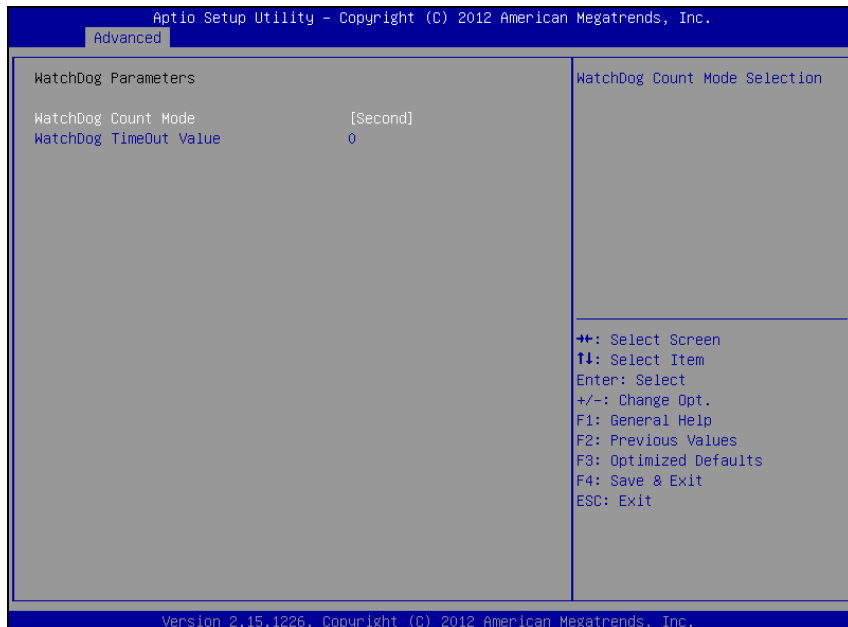 Aptio Setup Utility – Copyright (C) 2012 American Megatrends, Inc.
Advanced
WatchDog Parameters
WatchDog Count Mode [Second]
WatchDog TimeOut Value 0
WatchDog Count Mode Selection
→←: Select Screen
↑↓: Select Item
Enter: Select
+/-: Change Opt.
F1: General Help
F2: Previous Values
F3: Optimized Defaults
F4: Save & Exit
ESC: Exit
Version 2.15.1226. Copyright (C) 2012 American Megatrends, Inc.